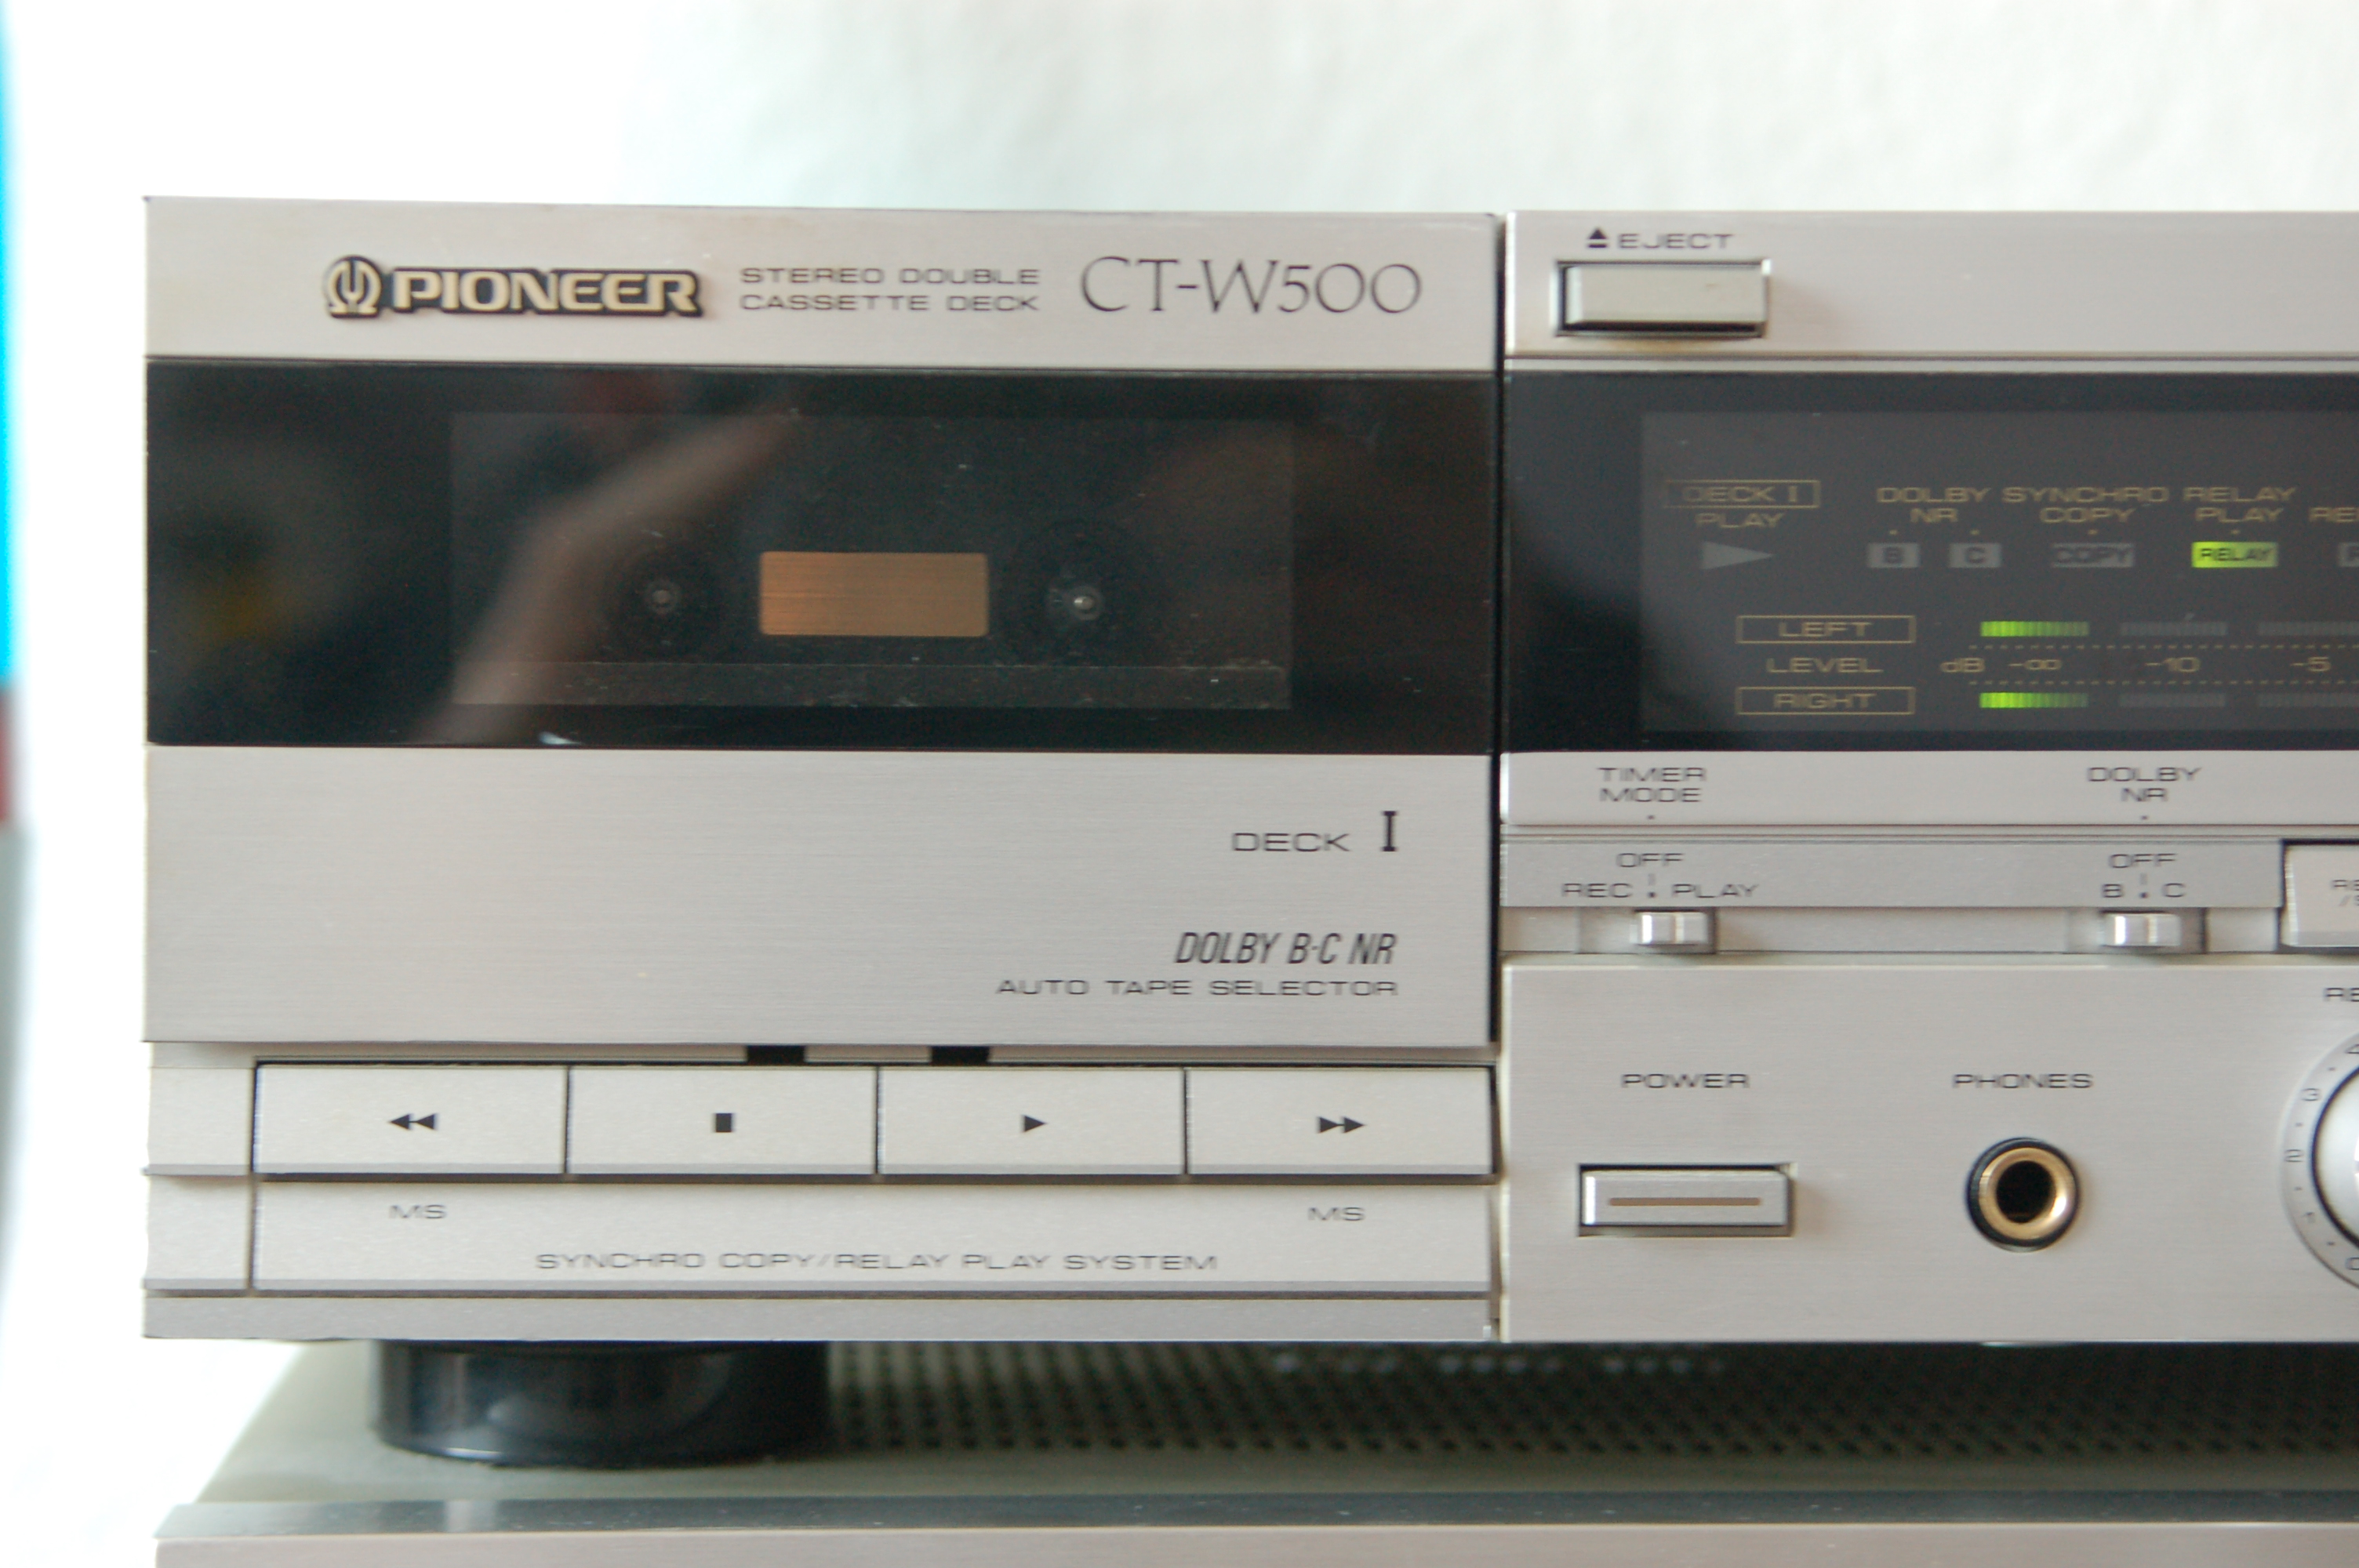 PIONEER
STEREO DOUBLE
CASSETTE DECK
CT-W500
DECK I
DOLBY B·C NR
AUTO TAPE SELECTOR
MS
MS
SYNCHRO COPY/RELAY PLAY SYSTEM
EJECT
DECK I
PLAY
DOLBY
NR
B
C
SYNCHRO
COPY
COPY
RELAY
PLAY
RELAY
LEFT
LEVEL dB -∞ -10 -5
RIGHT
TIMER
MODE
OFF
REC PLAY
DOLBY
NR
OFF
B C
POWER
PHONES
3
2